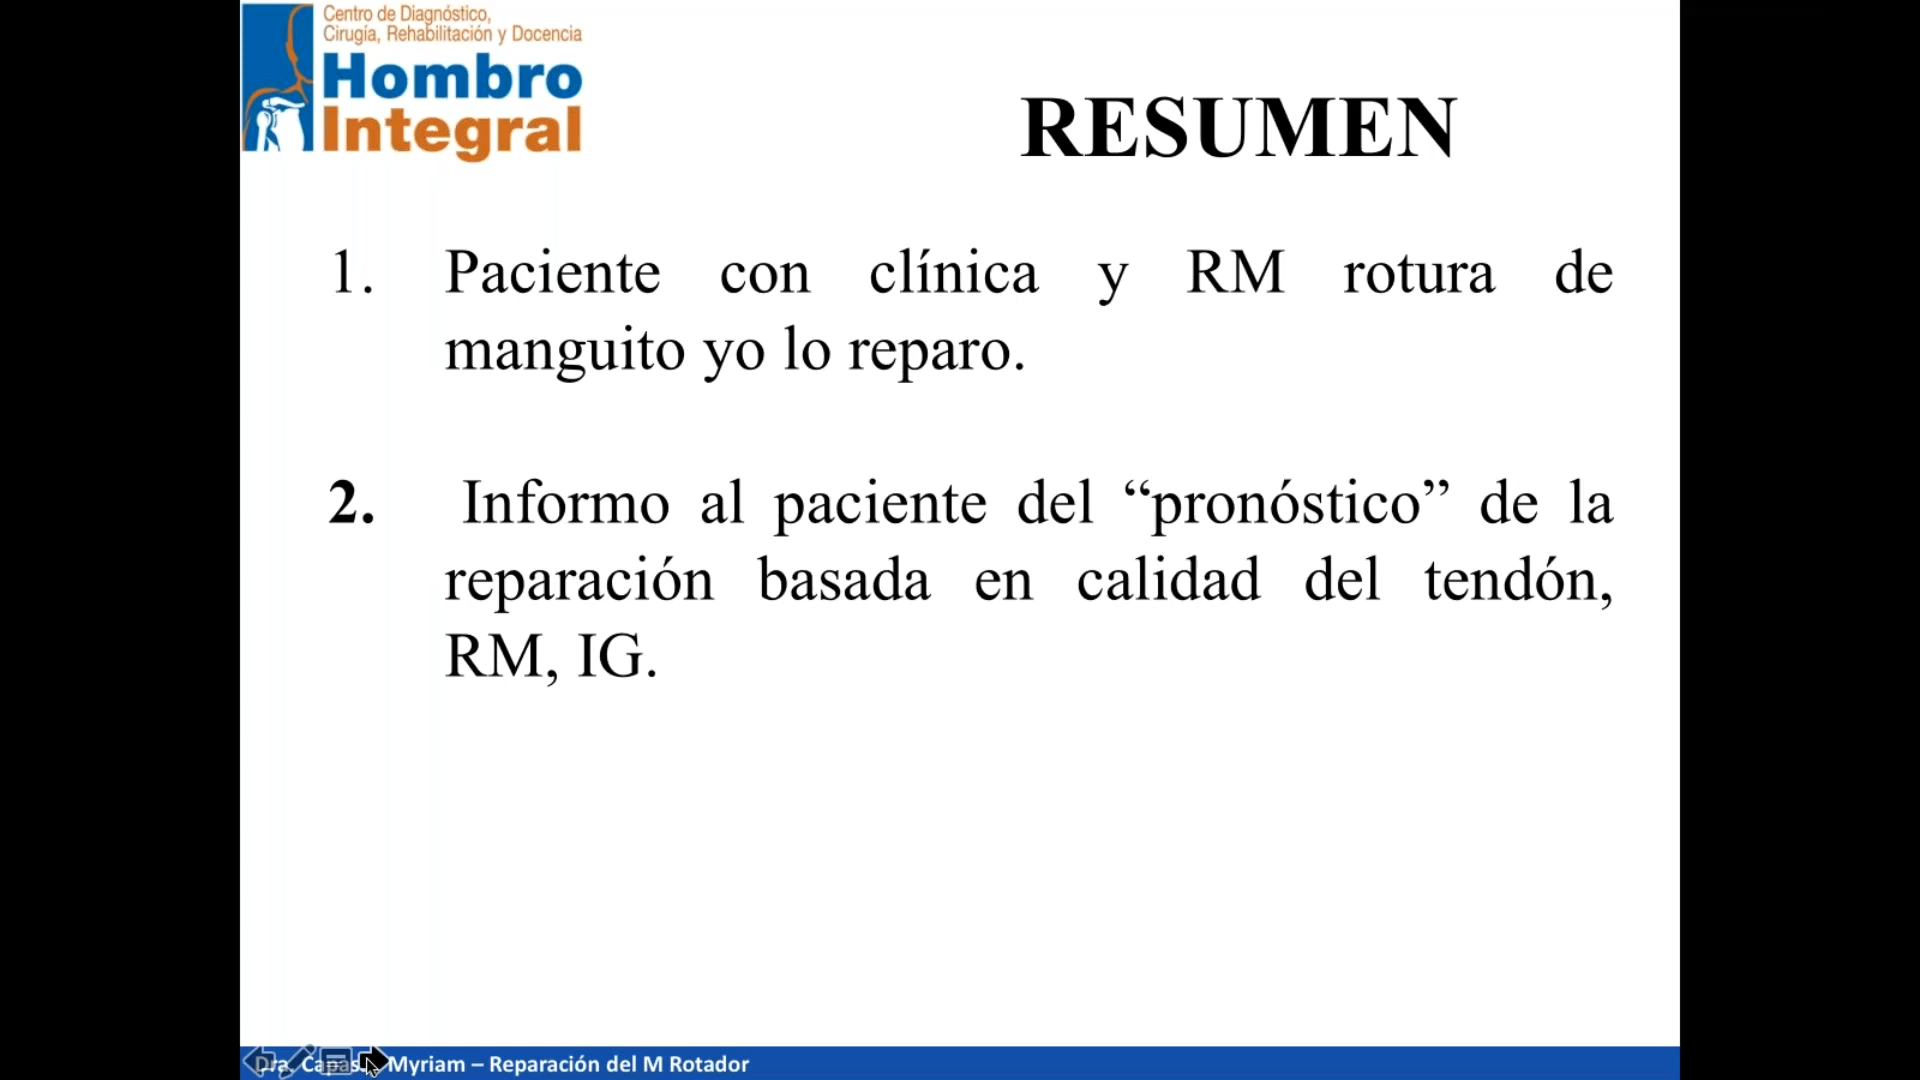 Centro de Diagnóstico,
Cirugía, Rehabilitación y Docencia
Hombro
Integral
RESUMEN
1. Paciente con clínica y RM rotura de
manguito yo lo reparo.
2. Informo al paciente del “pronóstico” de la
reparación basada en calidad del tendón,
RM, IG.
Dra. Myriam – Reparación del M Rotador